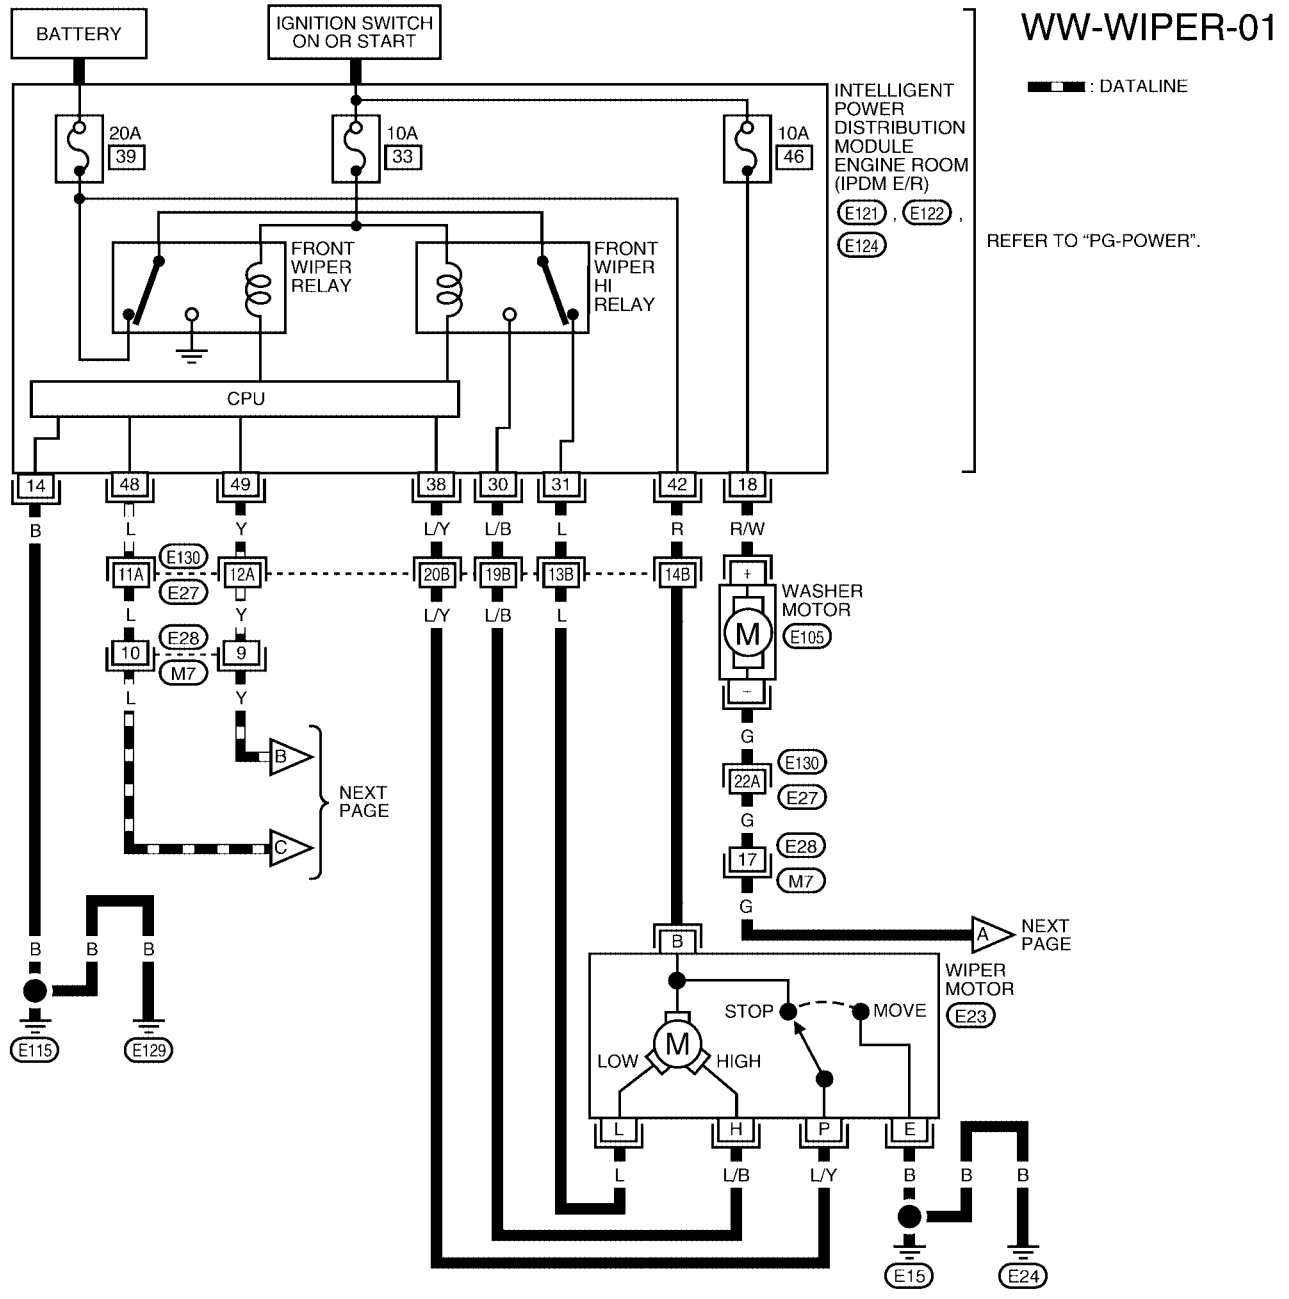 WW-WIPER-01
: DATALINE
BATTERY
IGNITION SWITCH
ON OR START
20A
39
10A
33
10A
46
INTELLIGENT
POWER
DISTRIBUTION
MODULE
ENGINE ROOM
(IPDM E/R)
E121 , E122 ,
E124
REFER TO “PG-POWER”.
FRONT
WIPER
RELAY
FRONT
WIPER
HI
RELAY
CPU
14 48 49 38 30 31 42 18
B L Y L/Y L/B L R R/W
E130
11A 12A 20B 19B 13B 14B
E27
+
WASHER
MOTOR
M
E105
–
L Y L/Y L/B L
E28
10 9
M7
L Y
G
E130
22A
E27
B
C
NEXT
PAGE
G
E28
17
M7
G
A
NEXT
PAGE
B B B
E115 E129
B
WIPER
MOTOR
E23
STOP MOVE
M
LOW HIGH
L H P E
L L/B L/Y B B B
E15 E24